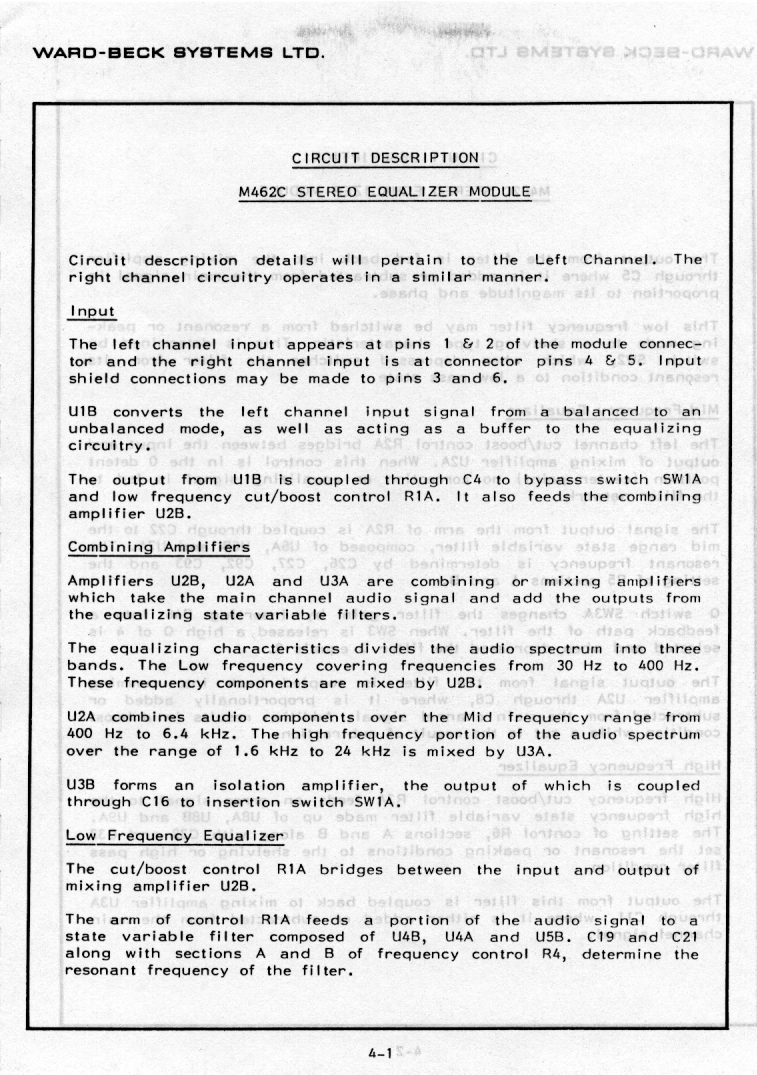 WARD-BECK SYSTEMS LTD.
CIRCUIT DESCRIPTION
M462C STEREO EQUALIZER MODULE
Circuit description details will pertain to the Left Channel. The
right channel circuitry operates in a similar manner.
Input
The left channel input appears at pins 1 & 2 of the module connec-
tor and the right channel input is at connector pins 4 & 5. Input
shield connections may be made to pins 3 and 6.
U1B converts the left channel input signal from a balanced to an
unbalanced mode, as well as acting as a buffer to the equalizing
circuitry.
The output from U1B is coupled through C4 to bypass switch SW1A
and low frequency cut/boost control R1A. It also feeds the combining
amplifier U2B.
Combining Amplifiers
Amplifiers U2B, U2A and U3A are combining or mixing amplifiers
which take the main channel audio signal and add the outputs from
the equalizing state variable filters.
The equalizing characteristics divides the audio spectrum into three
bands. The Low frequency covering frequencies from 30 Hz to 400 Hz.
These frequency components are mixed by U2B.
U2A combines audio components over the Mid frequency range from
400 Hz to 6.4 kHz. The high frequency portion of the audio spectrum
over the range of 1.6 kHz to 24 kHz is mixed by U3A.
U3B forms an isolation amplifier, the output of which is coupled
through C16 to insertion switch SW1A.
Low Frequency Equalizer
The cut/boost control R1A bridges between the input and output of
mixing amplifier U2B.
The arm of control R1A feeds a portion of the audio signal to a
state variable filter composed of U4B, U4A and U5B. C19 and C21
along with sections A and B of frequency control R4, determine the
resonant frequency of the filter.
4-1